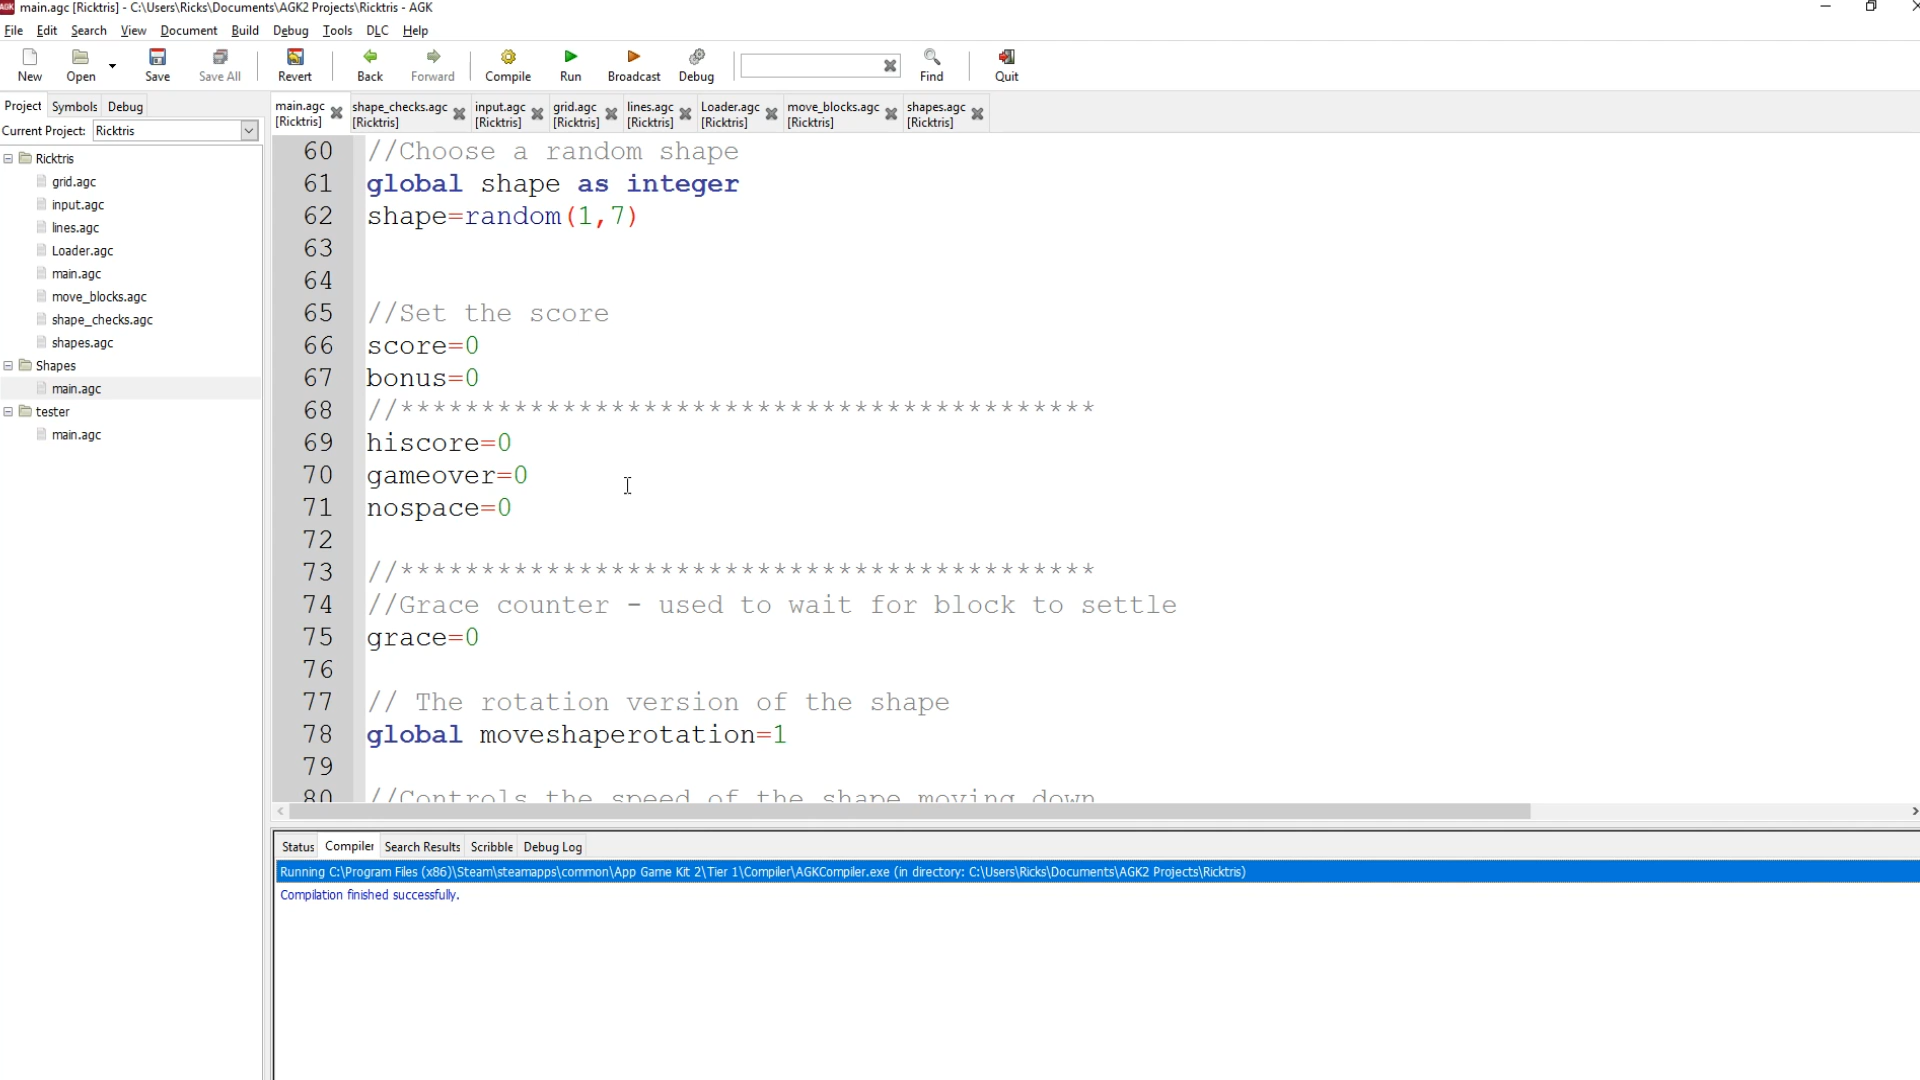 main.agc [Ricktris] - C:\Users\Ricks\Documents\AGK2 Projects\Ricktris - AGK
File Edit Search View Document Build Debug Tools DLC Help
New Open Save Save All Revert Back Forward Compile Run Broadcast Debug Find Quit
Project Symbols Debug
Current Project: Ricktris
Ricktris
grid.agc
input.agc
lines.agc
Loader.agc
main.agc
move_blocks.agc
shape_checks.agc
shapes.agc
Shapes
main.agc
tester
main.agc
main.agc [Ricktris]
shape_checks.agc [Ricktris]
input.agc [Ricktris]
grid.agc [Ricktris]
lines.agc [Ricktris]
Loader.agc [Ricktris]
move_blocks.agc [Ricktris]
shapes.agc [Ricktris]
60 //Choose a random shape
61 global shape as integer
62 shape=random(1,7)
63
64
65 //Set the score
66 score=0
67 bonus=0
68 //*******************************************
69 hiscore=0
70 gameover=0
71 nospace=0
72
73 //*******************************************
74 //Grace counter - used to wait for block to settle
75 grace=0
76
77 // The rotation version of the shape
78 global moveshaperotation=1
79
80 //Controls the speed of the shape moving down
Status Compiler Search Results Scribble Debug Log
Running C:\Program Files (x86)\Steam\steamapps\common\App Game Kit 2\Tier 1\Compiler\AGKCompiler.exe (in directory: C:\Users\Ricks\Documents\AGK2 Projects\Ricktris)
Compilation finished successfully.